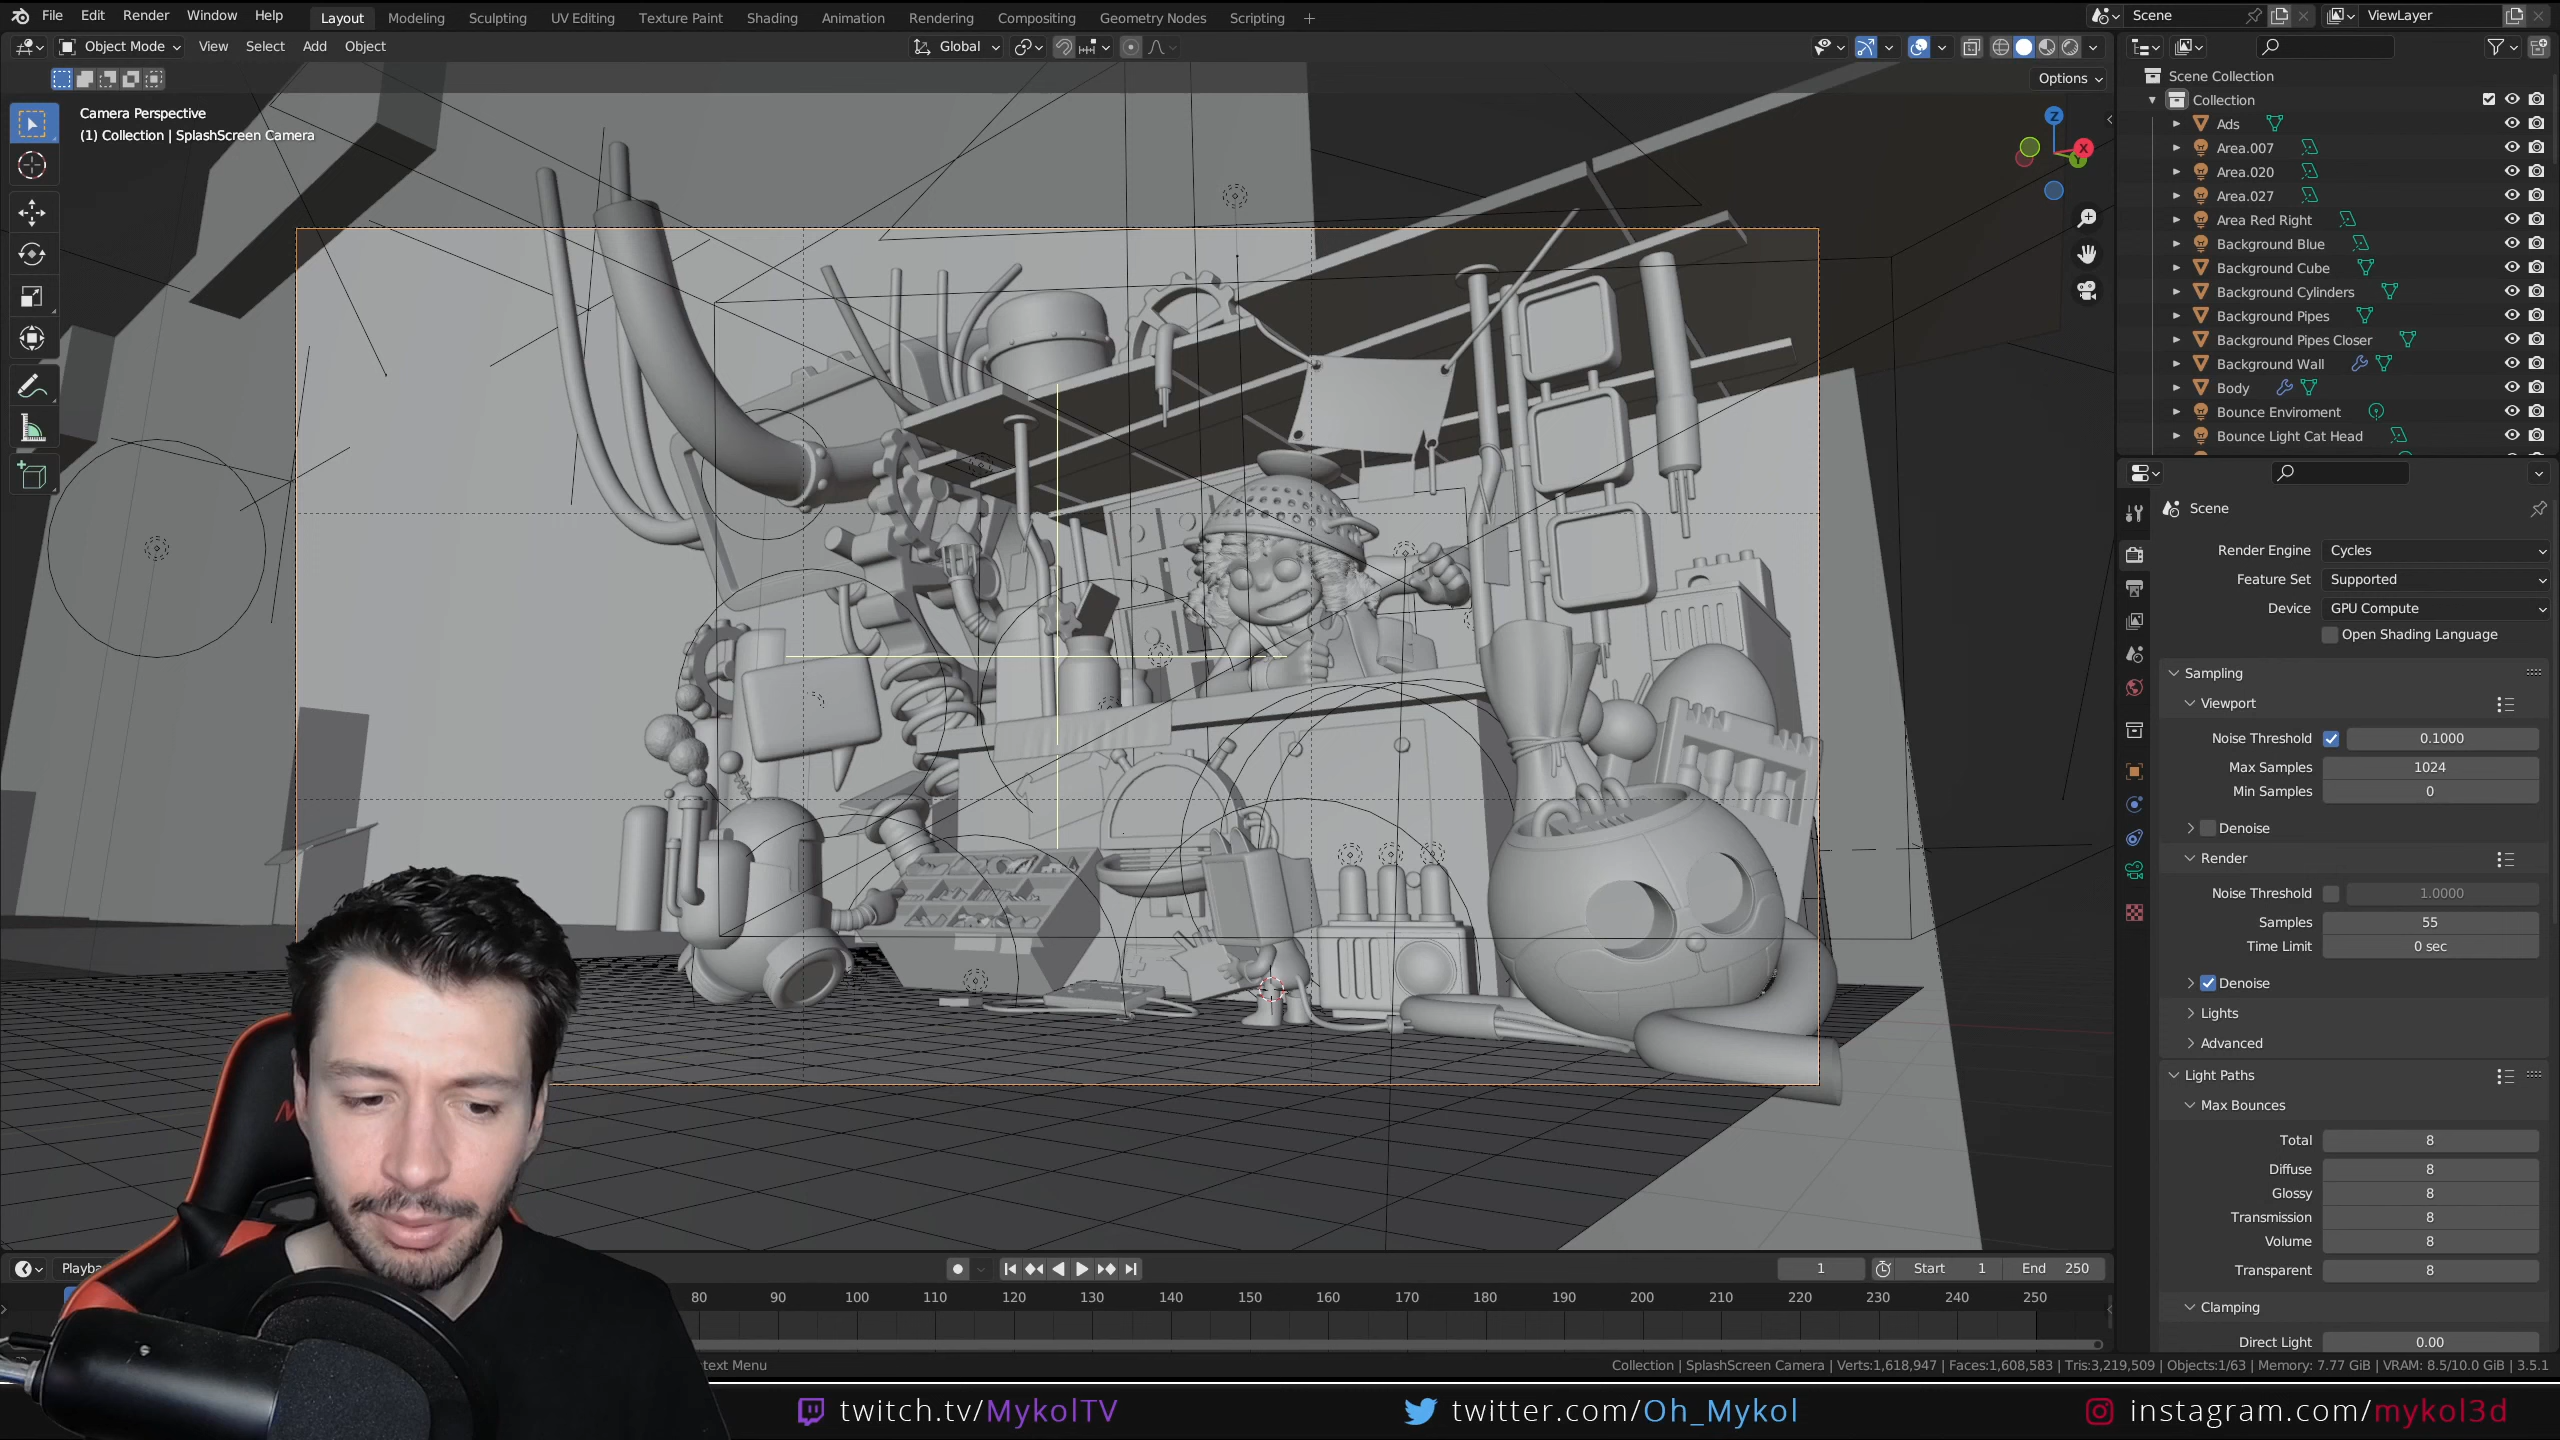 File Edit Render Window Help
Layout Modeling Sculpting UV Editing Texture Paint Shading Animation Rendering Compositing Geometry Nodes Scripting +
Scene
ViewLayer
Object Mode View Select Add Object
Global
Options
Camera Perspective
(1) Collection | SplashScreen Camera
Z
X
Y
Scene Collection
Collection
Ads
Area.007
Area.020
Area.027
Area Red Right
Background Blue
Background Cube
Background Cylinders
Background Pipes
Background Pipes Closer
Background Wall
Body
Bounce Enviroment
Bounce Light Cat Head
Scene
Render Engine Cycles
Feature Set Supported
Device GPU Compute
Open Shading Language
Sampling
Viewport
Noise Threshold 0.1000
Max Samples 1024
Min Samples 0
Denoise
Render
Noise Threshold 1.0000
Samples 55
Time Limit 0 sec
Denoise
Lights
Advanced
Light Paths
Max Bounces
Total 8
Diffuse 8
Glossy 8
Transmission 8
Volume 8
Transparent 8
Clamping
Direct Light 0.00
1 Start 1 End 250
80 90 100 110 120 130 140 150 160 170 180 190 200 210 220 230 240 250
Menu
Collection | SplashScreen Camera | Verts:1,618,947 | Faces:1,608,583 | Tris:3,219,509 | Objects:1/63 | Memory: 7.77 GiB | VRAM: 8.5/10.0 GiB | 3.5.1
twitch.tv/MykolTV
twitter.com/Oh_Mykol
instagram.com/mykol3d